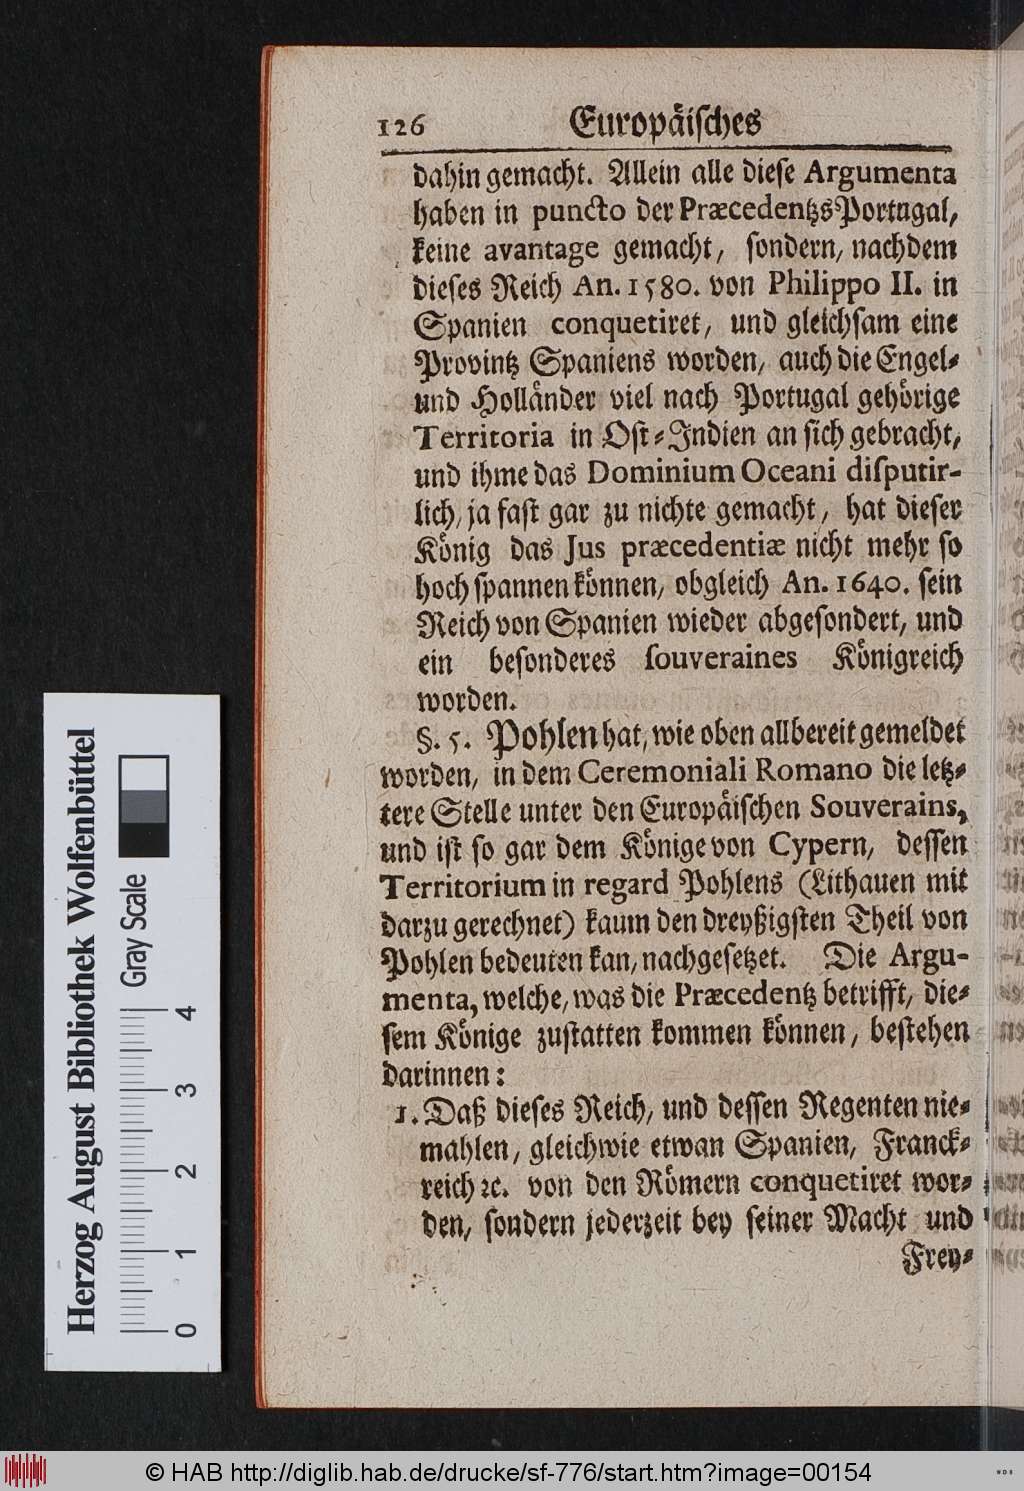 126 Europäiſches
dahin gemacht. Allein alle dieſe Argumenta
haben in puncto der PræcedentzsPortugal,
keine avantage gemacht, ſondern, nachdem
dieſes Reich An. 1580. von Philippo II. in
Spanien conquetiret, und gleichſam eine
Provintz Spaniens worden, auch die Engel-
und Holländer viel nach Portugal gehörige
Territoria in Oſt-Indien an ſich gebracht,
und ihme das Dominium Oceani diſputir-
lich, ja faſt gar zu nichte gemacht, hat dieſer
König das Jus præcedentiæ nicht mehr ſo
hoch ſpannen können, obgleich An. 1640. ſein
Reich von Spanien wieder abgeſondert, und
ein beſonderes ſouveraines Königreich
worden.
§. 5. Pohlen hat, wie oben allbereit gemeldet
worden, in dem Ceremoniali Romano die letz-
tere Stelle unter den Europäiſchen Souverains,
und iſt ſo gar dem Könige von Cypern, deſſen
Territorium in regard Pohlens (Lithauen mit
darzu gerechnet) kaum den dreyßigſten Theil von
Pohlen bedeuten kan, nachgeſetzet. Die Argu-
menta, welche, was die Præcedentz betrifft, die-
ſem Könige zuſtatten kommen können, beſtehen
darinnen:
1. Daß dieſes Reich, und deſſen Regenten nie-
mahlen, gleichwie etwan Spanien, Franck-
reich ꝛc. von den Römern conquetiret wor-
den, ſondern jederzeit bey ſeiner Macht und
Frey-
Herzog August Bibliothek Wolfenbüttel
Gray Scale
0 1 2 3 4
© HAB http://diglib.hab.de/drucke/sf-776/start.htm?image=00154